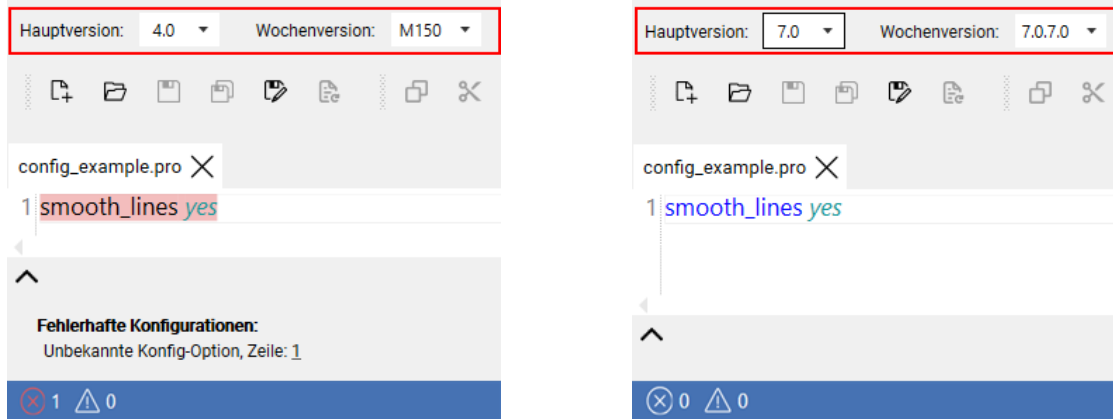 Hauptversion: 4.0 Wochenversion: M150
config_example.pro
1 smooth_lines yes
Fehlerhafte Konfigurationen:
Unbekannte Konfig-Option, Zeile: 1
1 0
Hauptversion: 7.0 Wochenversion: 7.0.7.0
config_example.pro
1 smooth_lines yes
0 0